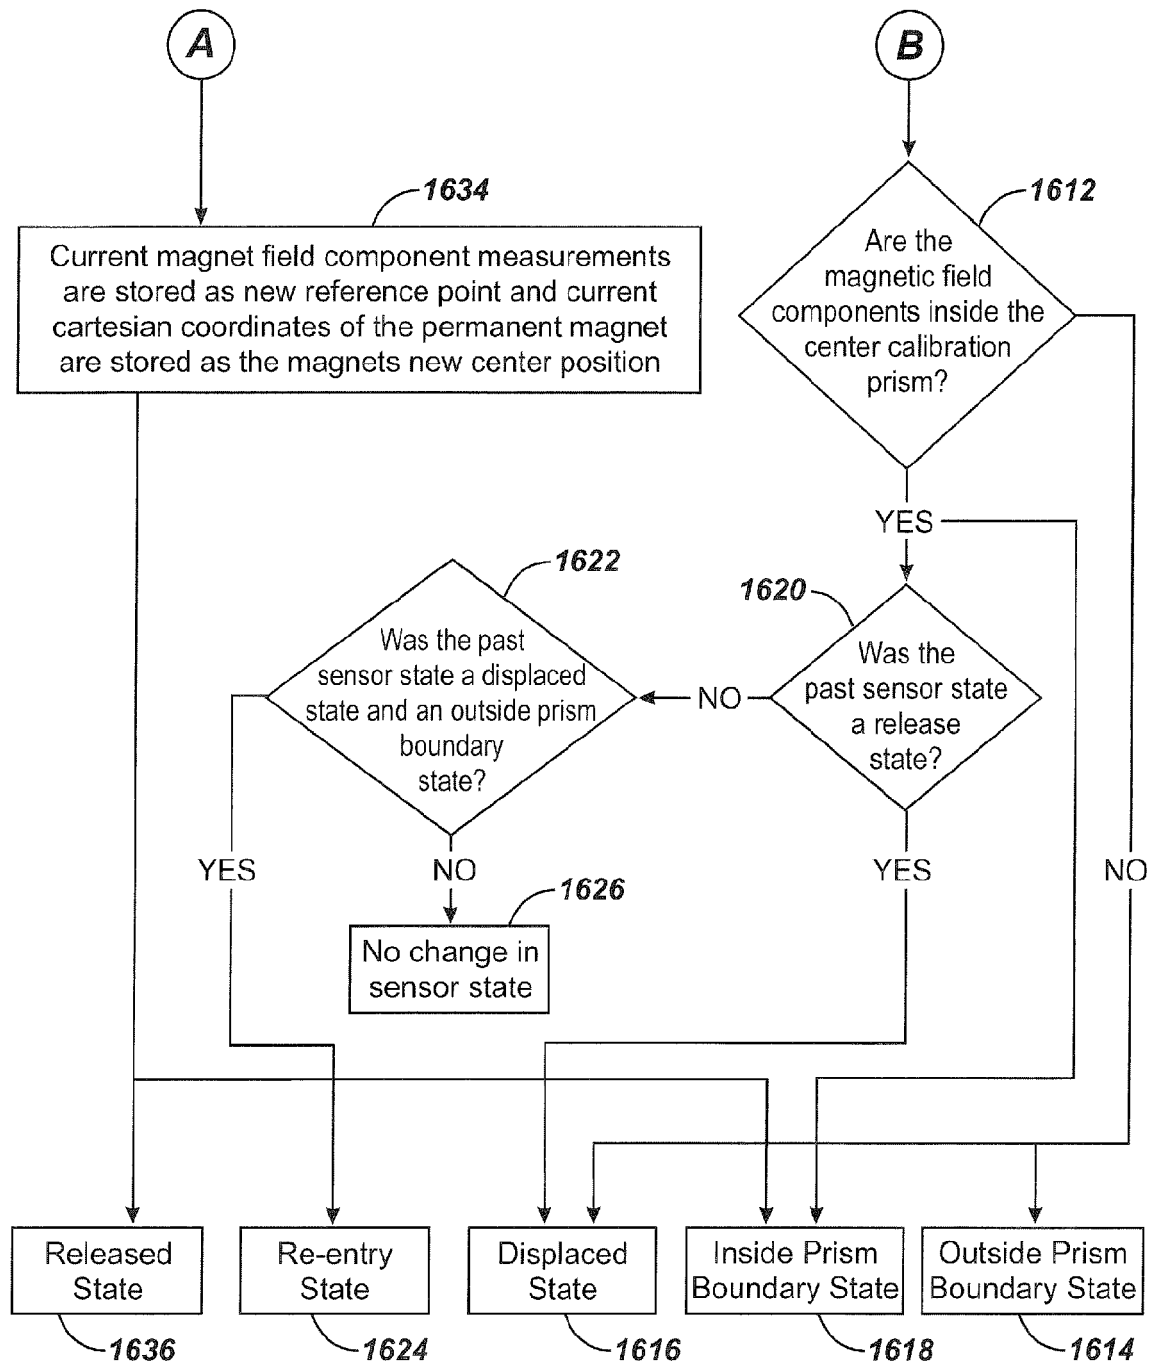 A
B
1634
1612
Current magnet field component measurements
are stored as new reference point and current
cartesian coordinates of the permanent magnet
are stored as the magnets new center position
Are the
magnetic field
components inside the
center calibration
prism?
YES
1622
1620
Was the past
sensor state a displaced
state and an outside prism
boundary
state?
NO
Was the
past sensor state
a release
state?
YES
NO
YES
NO
1626
No change in
sensor state
Released
State
Re-entry
State
Displaced
State
Inside Prism
Boundary State
Outside Prism
Boundary State
1636
1624
1616
1618
1614